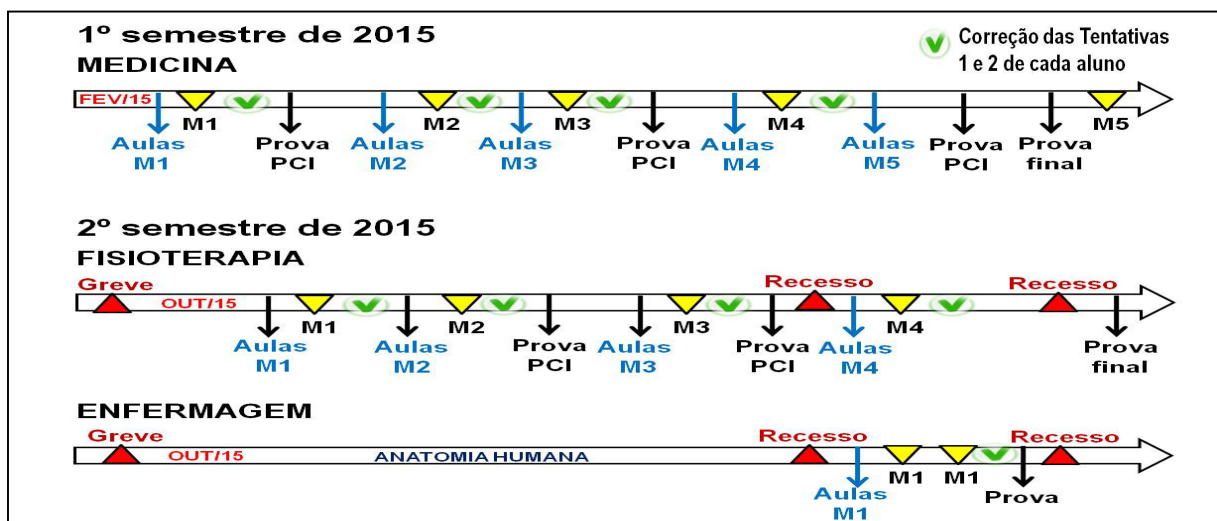 1º semestre de 2015
MEDICINA
Correção das Tentativas
1 e 2 de cada aluno
FEV/15
M1 M2 M3 M4 M5
Aulas
M1
Prova
PCI
Aulas
M2
Aulas
M3
Prova
PCI
Aulas
M4
Aulas
M5
Prova
PCI
Prova
final
2º semestre de 2015
FISIOTERAPIA
Greve Recesso Recesso
OUT/15
M1 M2 M3 M4
Aulas
M1
Aulas
M2
Prova
PCI
Aulas
M3
Prova
PCI
Aulas
M4
Prova
final
ENFERMAGEM
Greve Recesso Recesso
OUT/15 ANATOMIA HUMANA
M1 M1
Aulas
M1
Prova